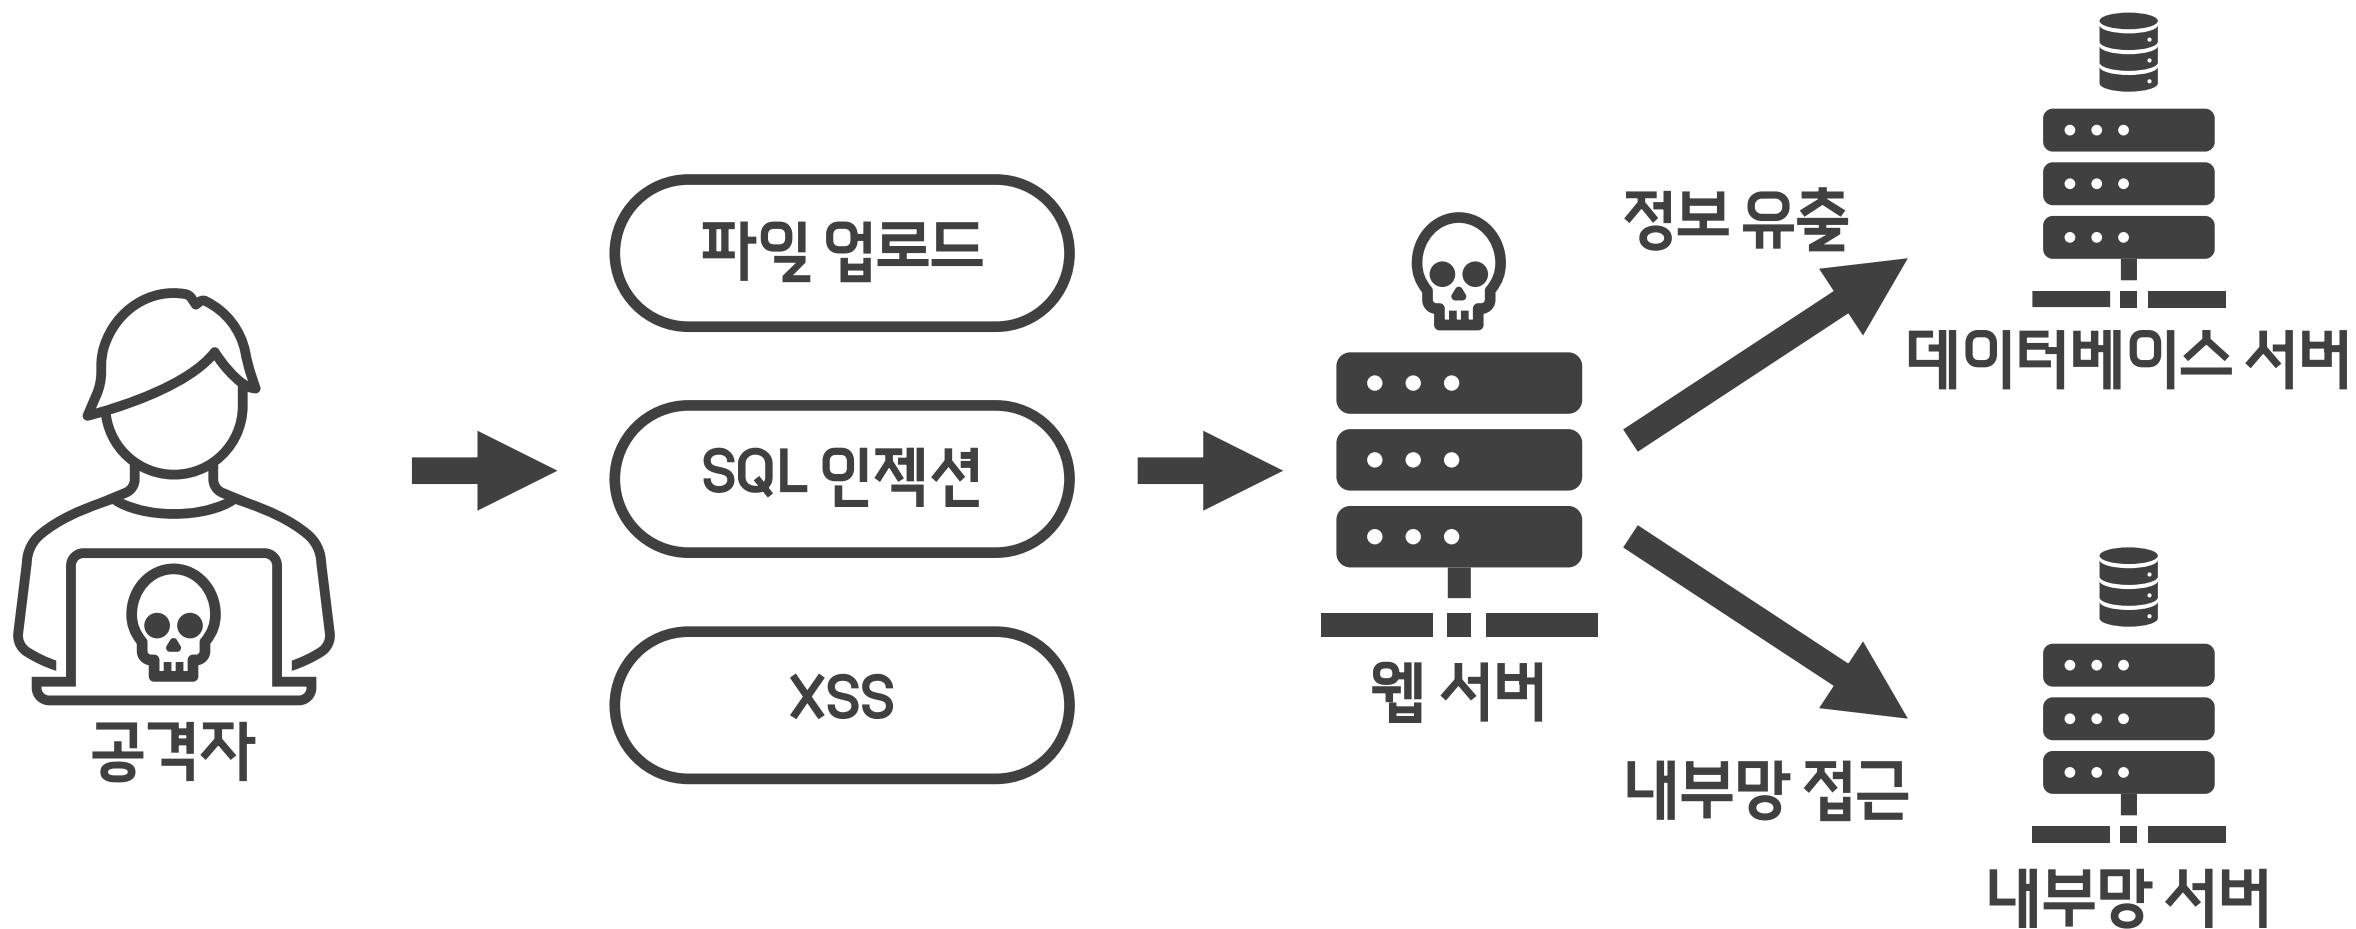 공격자
파일 업로드
SQL 인젝션
XSS
웹 서버
정보 유출
데이터베이스 서버
내부망 접근
내부망 서버